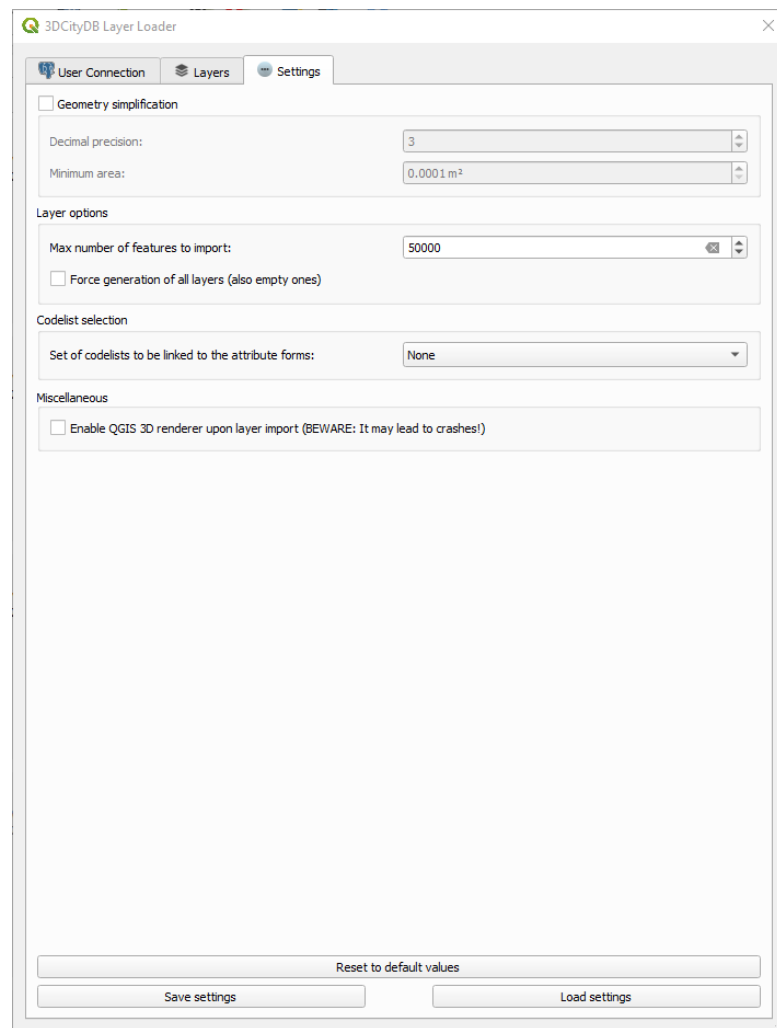 3DCityDB Layer Loader
User Connection
Layers
Settings
Geometry simplification
Decimal precision:
3
Minimum area:
0.0001 m²
Layer options
Max number of features to import:
50000
Force generation of all layers (also empty ones)
Codelist selection
Set of codelists to be linked to the attribute forms:
None
Miscellaneous
Enable QGIS 3D renderer upon layer import (BEWARE: It may lead to crashes!)
Reset to default values
Save settings
Load settings